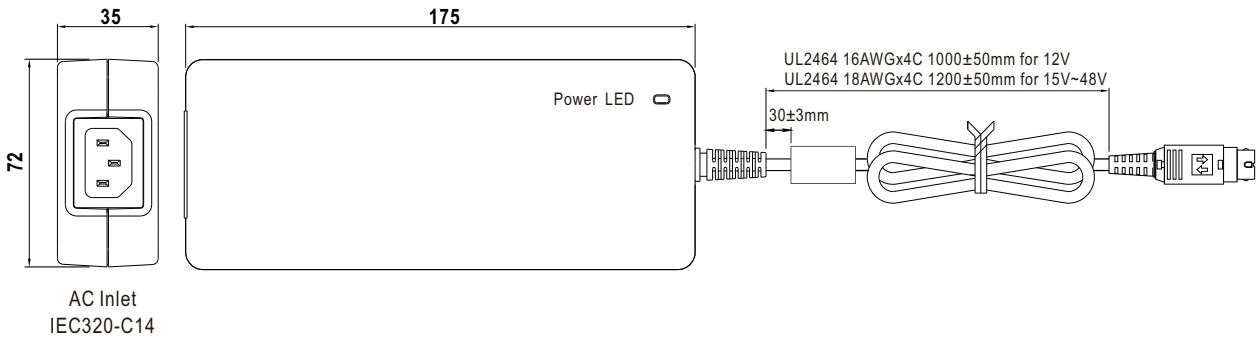 35
175
UL2464 16AWGx4C 1000±50mm for 12V
UL2464 18AWGx4C 1200±50mm for 15V~48V
Power LED
30±3mm
72
AC Inlet
IEC320-C14